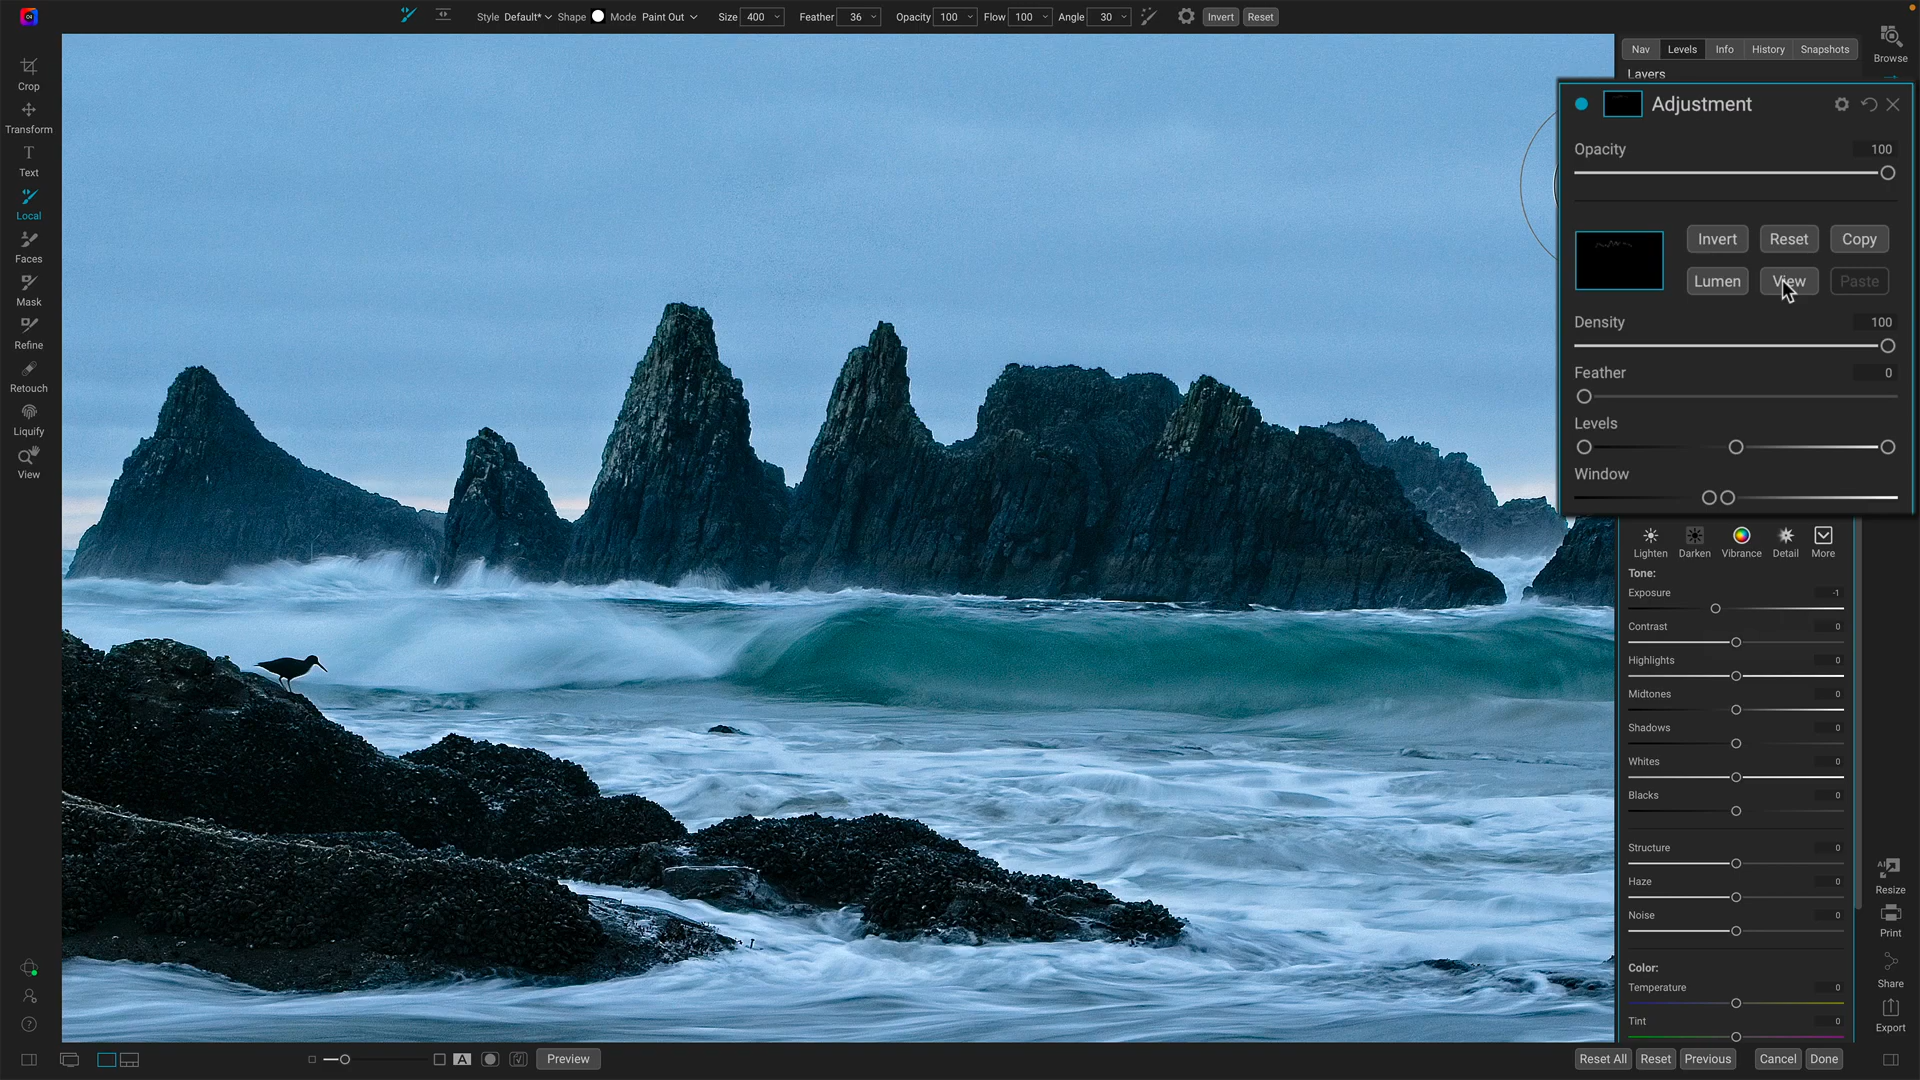 Style Default* Shape Mode Paint Out Size 400 Feather 36 Opacity 100 Flow 100 Angle 30 Invert Reset
Nav Levels Info History Snapshots
Browse
Layers
Crop
Transform
Text
Local
Faces
Mask
Refine
Retouch
Liquify
View
Adjustment
Opacity 100
Invert Reset Copy
Lumen View Paste
Density 100
Feather 0
Levels
Window
Lighten Darken Vibrance Detail More
Tone:
Exposure -1
Contrast 0
Highlights 0
Midtones 0
Shadows 0
Whites 0
Blacks 0
Structure 0
Haze 0
Noise 0
Color:
Temperature 0
Tint 0
AI
Resize
Print
Share
Export
A Preview
Reset All Reset Previous Cancel Done